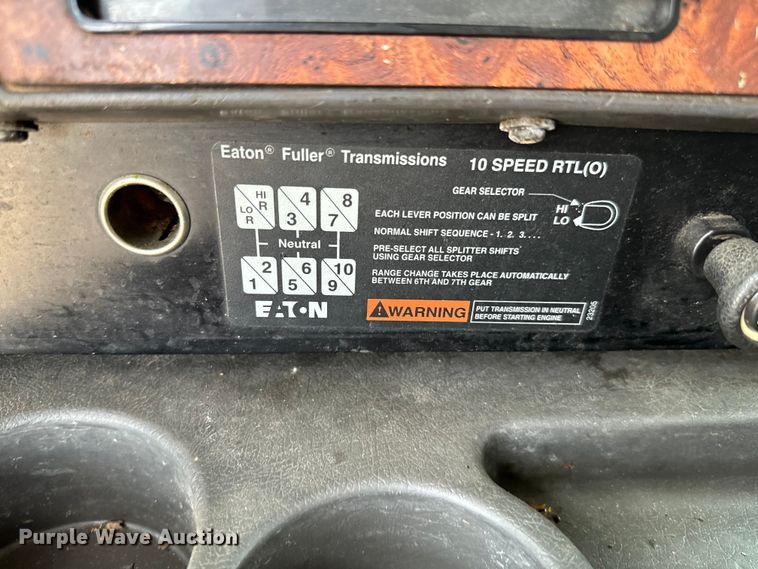 Eaton® Fuller® Transmissions 10 SPEED RTL(O)
GEAR SELECTOR
HI
LO
LO R HI R
4 3
8 7
EACH LEVER POSITION CAN BE SPLIT
NORMAL SHIFT SEQUENCE - 1. 2. 3. . . .
PRE-SELECT ALL SPLITTER SHIFTS
USING GEAR SELECTOR
Neutral
2 1
6 5
10 9
RANGE CHANGE TAKES PLACE AUTOMATICALLY
BETWEEN 6TH AND 7TH GEAR
EATON
WARNING
PUT TRANSMISSION IN NEUTRAL
BEFORE STARTING ENGINE
23205
Purple Wave Auction